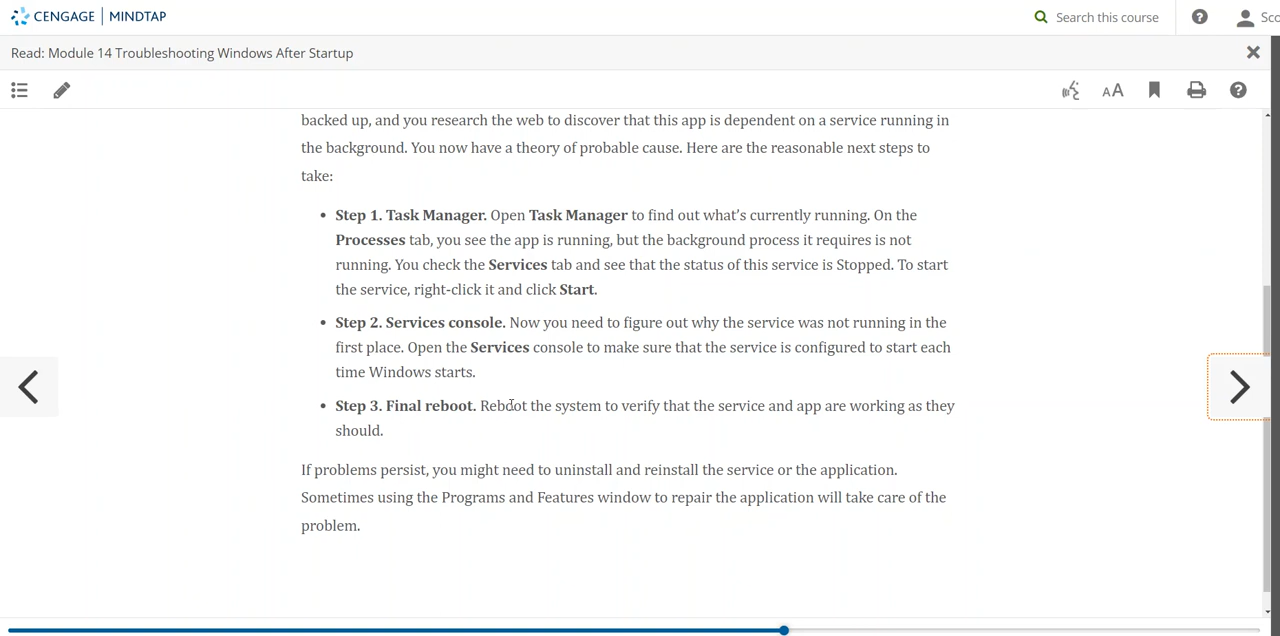 CENGAGE | MINDTAP
Search this course
Sco
Read: Module 14 Troubleshooting Windows After Startup
AA
backed up, and you research the web to discover that this app is dependent on a service running in
the background. You now have a theory of probable cause. Here are the reasonable next steps to
take:
• Step 1. Task Manager. Open Task Manager to find out what’s currently running. On the
Processes tab, you see the app is running, but the background process it requires is not
running. You check the Services tab and see that the status of this service is Stopped. To start
the service, right-click it and click Start.
• Step 2. Services console. Now you need to figure out why the service was not running in the
first place. Open the Services console to make sure that the service is configured to start each
time Windows starts.
• Step 3. Final reboot. Reboot the system to verify that the service and app are working as they
should.
If problems persist, you might need to uninstall and reinstall the service or the application.
Sometimes using the Programs and Features window to repair the application will take care of the
problem.